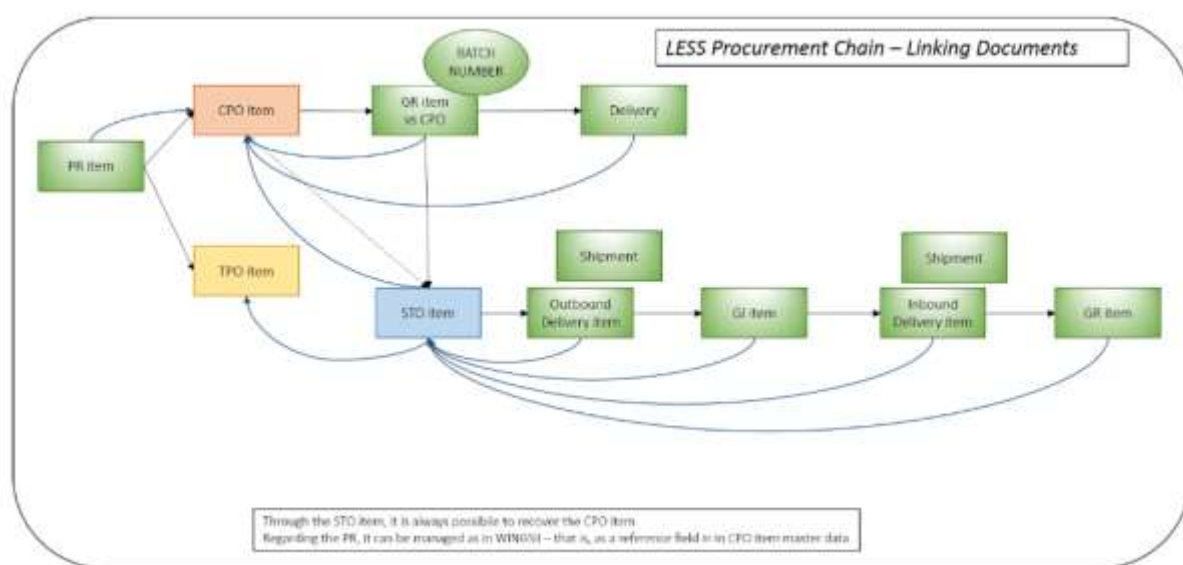 LESS Procurement Chain – Linking Documents
BATCH
NUMBER
CPO item
GR item
vs CPO
Delivery
PR item
TPO item
Shipment
Shipment
STO item
Outbound
Delivery item
GI item
Inbound
Delivery item
GR item
Through the STO item, it is always possibile to recover the CPO item
Regarding the PR, it can be managed as in – that is, as a reference field in CPO item master data